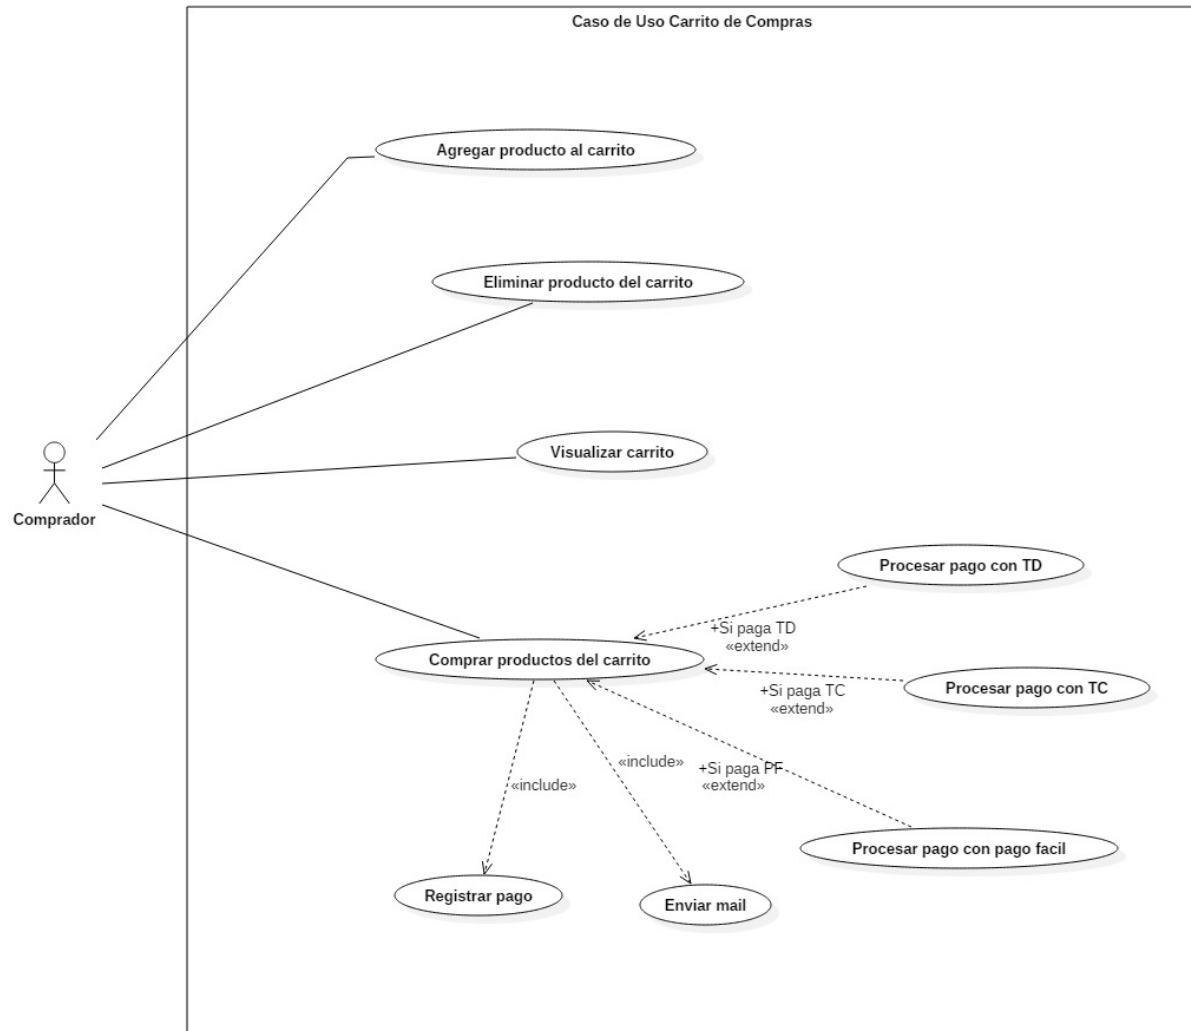 Caso de Uso Carrito de Compras
Agregar producto al carrito
Eliminar producto del carrito
Visualizar carrito
Comprador
Procesar pago con TD
+Si paga TD
«extend»
Comprar productos del carrito
Procesar pago con TC
+Si paga TC
«extend»
«include»
+Si paga PF
«extend»
«include»
Procesar pago con pago facil
Registrar pago
Enviar mail